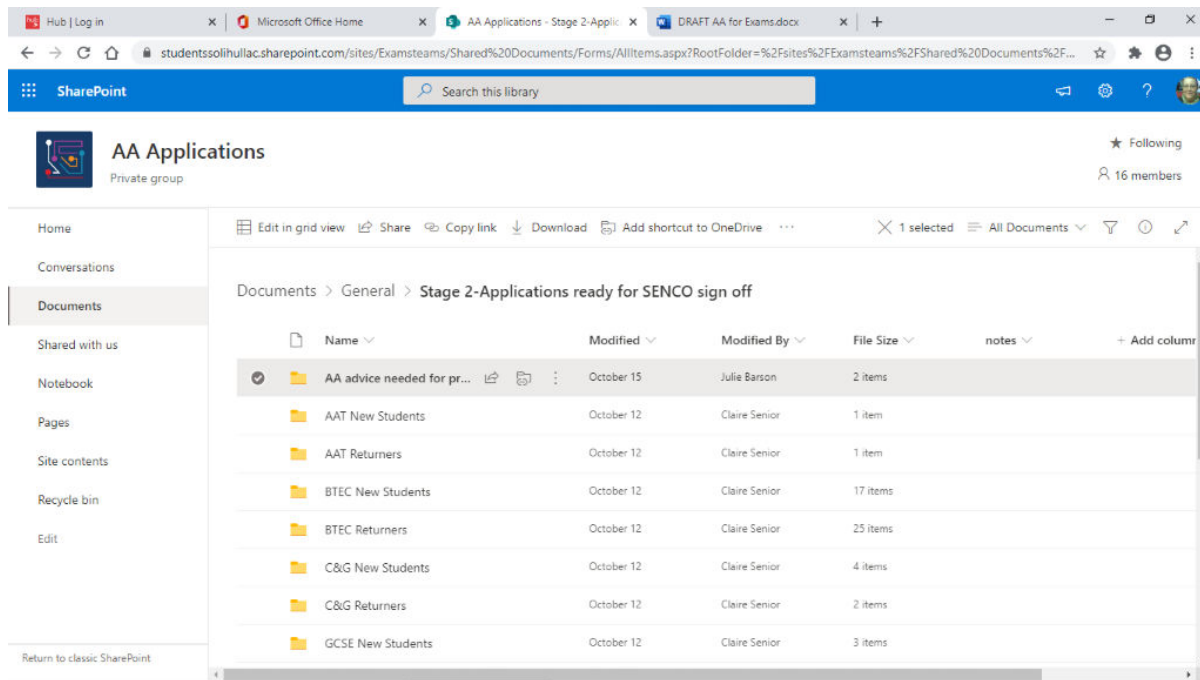 Hub | Log in
Microsoft Office Home
AA Applications - Stage 2-Applic
DRAFT AA for Exams.docx
studentssolihullac.sharepoint.com/sites/Examsteams/Shared%20Documents/Forms/AllItems.aspx?RootFolder=%2Fsites%2FExamsteams%2FShared%20Documents%2F...
SharePoint
Search this library
AA Applications
Private group
Following
16 members
Home
Conversations
Documents
Shared with us
Notebook
Pages
Site contents
Recycle bin
Edit
Return to classic SharePoint
Edit in grid view Share Copy link Download Add shortcut to OneDrive ··· 1 selected All Documents
Documents > General > Stage 2-Applications ready for SENCO sign off
Name Modified Modified By File Size notes + Add column
AA advice needed for pr... October 15 Julie Barson 2 items
AAT New Students October 12 Claire Senior 1 item
AAT Returners October 12 Claire Senior 1 item
BTEC New Students October 12 Claire Senior 17 items
BTEC Returners October 12 Claire Senior 25 items
C&G New Students October 12 Claire Senior 4 items
C&G Returners October 12 Claire Senior 2 items
GCSE New Students October 12 Claire Senior 3 items